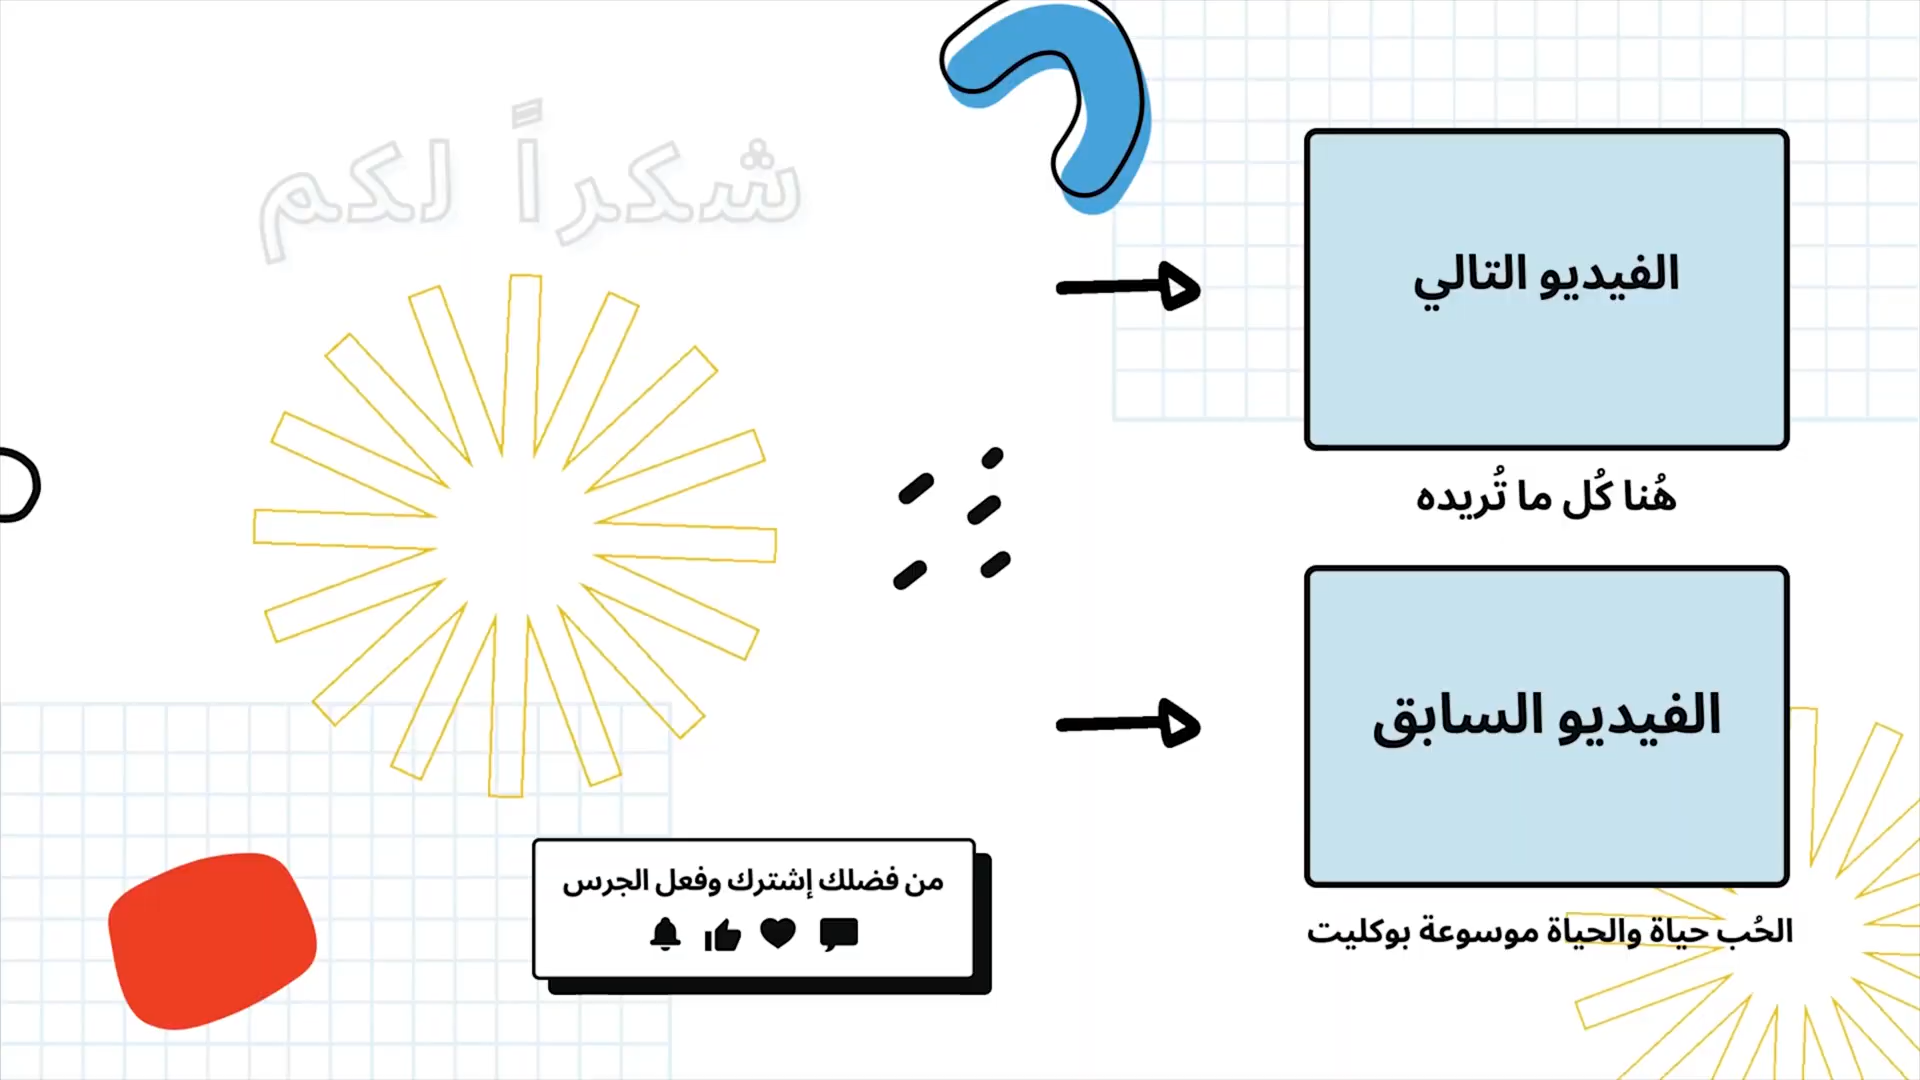 شكراً لكم
الفيديو التالي
هُنا كُل ما تُريده
الفيديو السابق
الحُب حياة والحياة موسوعة بوكليت
من فضلك إشترك وفعل الجرس